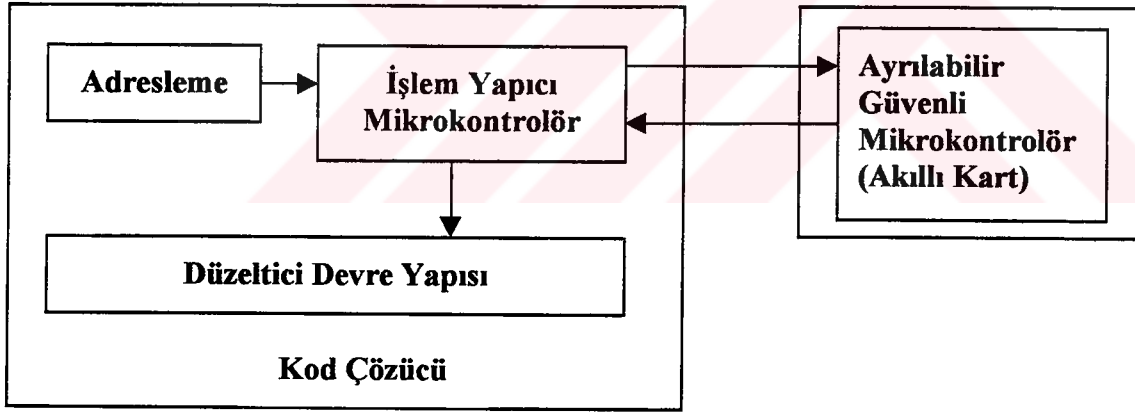 Adresleme
İşlem Yapıcı
Mikrokontrolör
Ayrılabilir
Güvenli
Mikrokontrolör
(Akıllı Kart)
Düzeltici Devre Yapısı
Kod Çözücü